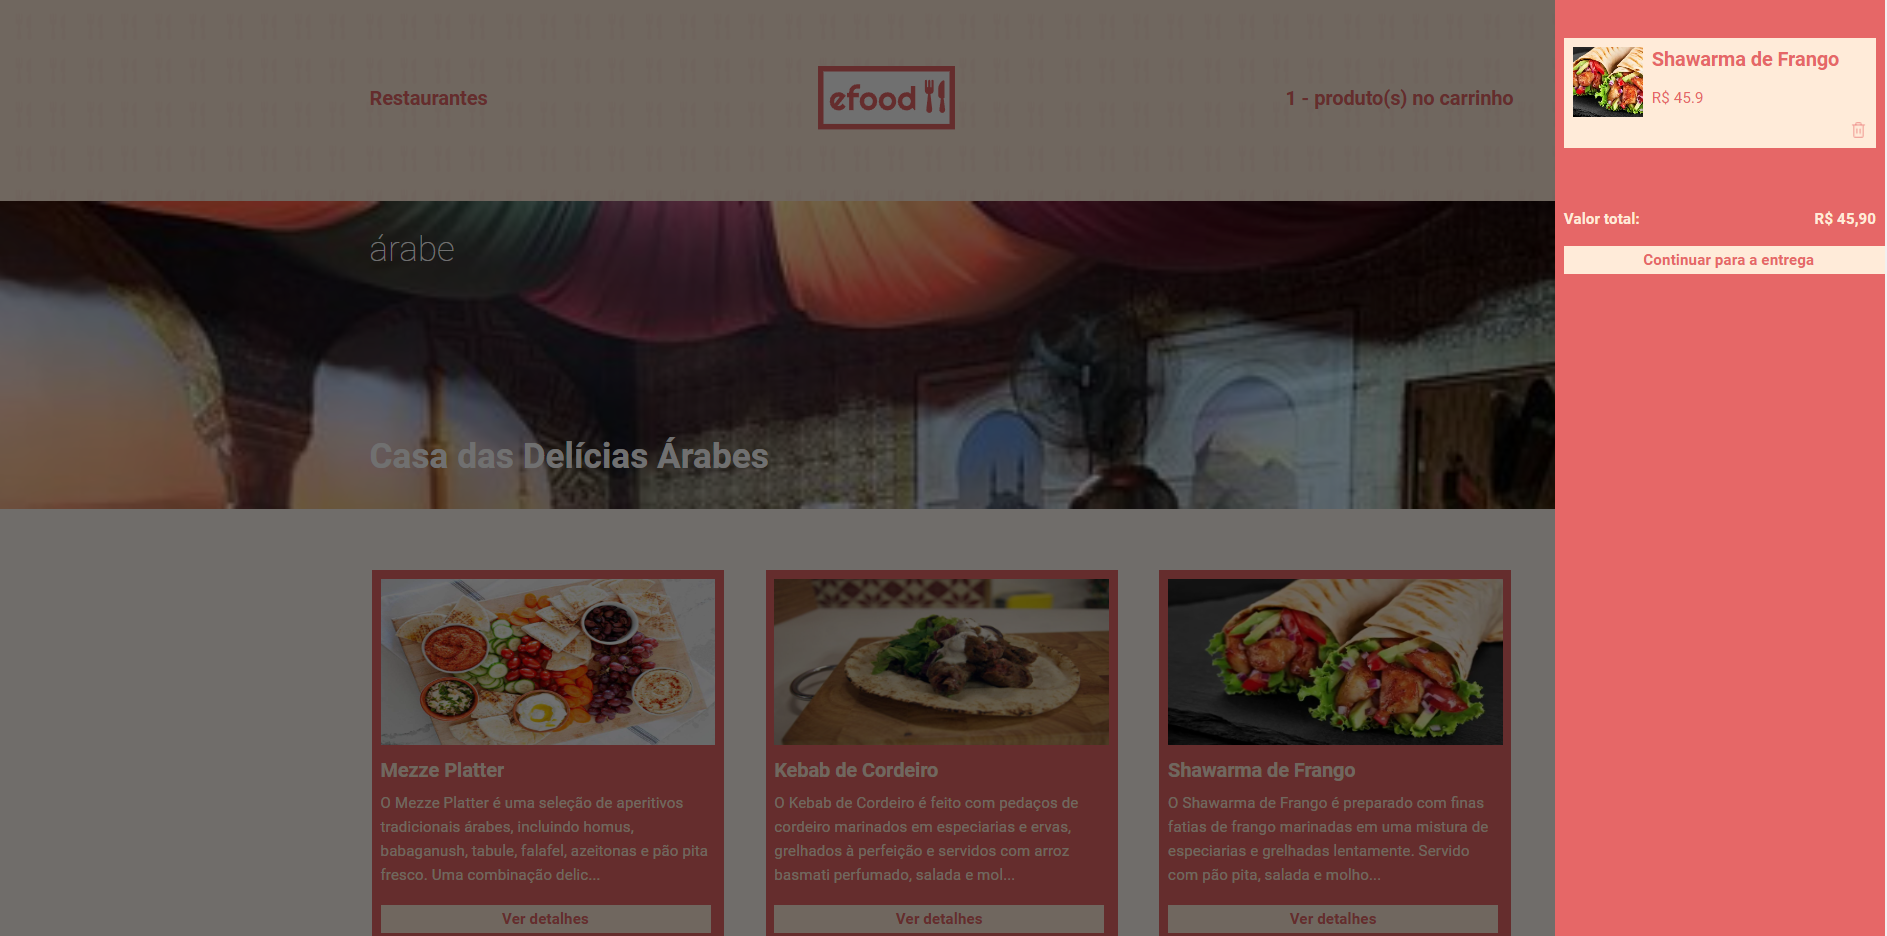 Restaurantes
efood
1 - produto(s) no carrinho
árabe
Casa das Delícias Árabes
Mezze Platter
O Mezze Platter é uma seleção de aperitivos
tradicionais árabes, incluindo homus,
babaganush, tabule, falafel, azeitonas e pão pita
fresco. Uma combinação delic...
Ver detalhes
Kebab de Cordeiro
O Kebab de Cordeiro é feito com pedaços de
cordeiro marinados em especiarias e ervas,
grelhados à perfeição e servidos com arroz
basmati perfumado, salada e mol...
Ver detalhes
Shawarma de Frango
O Shawarma de Frango é preparado com finas
fatias de frango marinadas em uma mistura de
especiarias e grelhadas lentamente. Servido
com pão pita, salada e molho...
Ver detalhes
Shawarma de Frango
R$ 45.9
Valor total: R$ 45,90
Continuar para a entrega